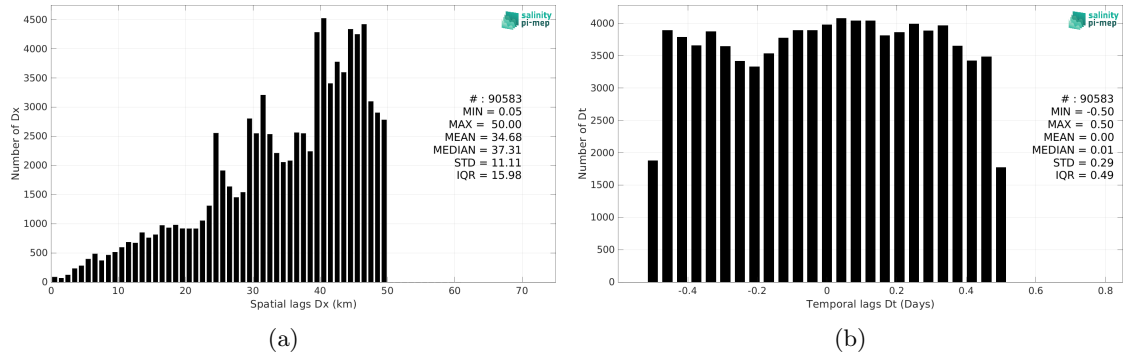 4500
4000
3500
3000
2500
2000
1500
1000
500
0
Number of Dx
salinity
pi-mep
# : 90583
MIN = 0.05
MAX = 50.00
MEAN = 34.68
MEDIAN = 37.31
STD = 11.11
IQR = 15.98
0 10 20 30 40 50 60 70
Spatial lags Dx (km)
(a)
4000
3500
3000
2500
2000
1500
1000
500
0
Number of Dt
salinity
pi-mep
# : 90583
MIN = -0.50
MAX = 0.50
MEAN = 0.00
MEDIAN = 0.01
STD = 0.29
IQR = 0.49
-0.4 -0.2 0 0.2 0.4 0.6 0.8
Temporal lags Dt (Days)
(b)